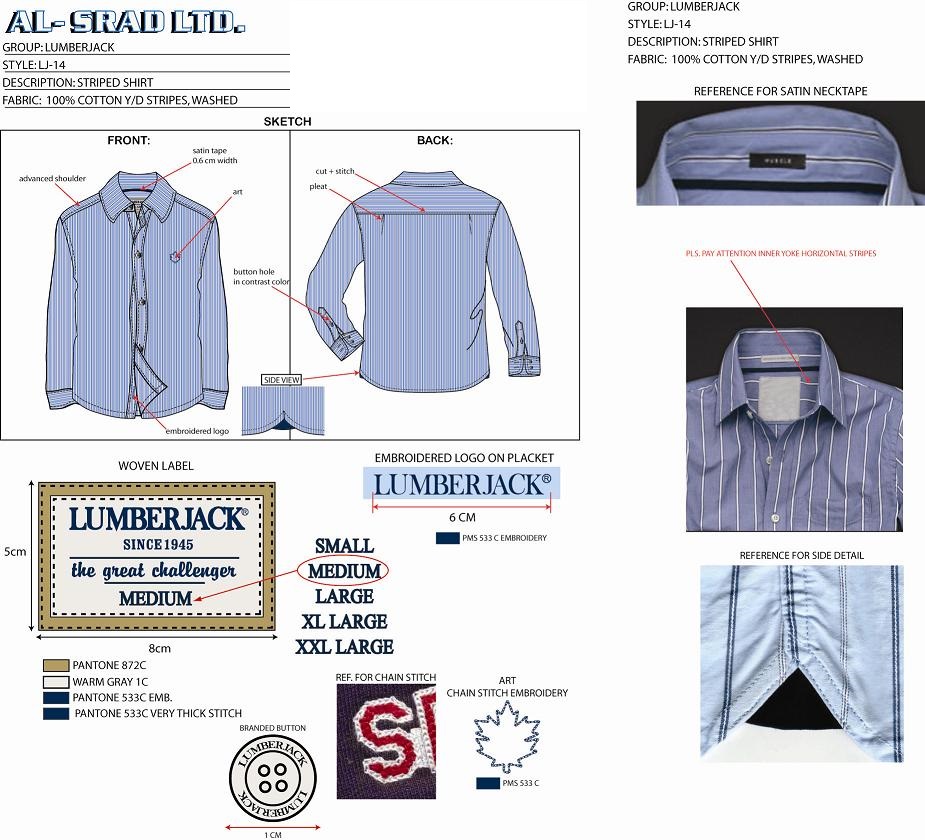 AL-SRAD LTD.
GROUP: LUMBERJACK
STYLE: LJ-14
DESCRIPTION: STRIPED SHIRT
FABRIC: 100% COTTON Y/D STRIPES, WASHED
SKETCH
FRONT:
satin tape
0.6 cm width
advanced shoulder
art
embroidered logo
BACK:
cut + stitch
pleat
button hole
in contrast color
SIDE VIEW
WOVEN LABEL
LUMBERJACK®
SINCE 1945
the great challenger
MEDIUM
5cm
8cm
PANTONE 872C
WARM GRAY 1C
PANTONE 533C EMB.
PANTONE 533C VERY THICK STITCH
SMALL
MEDIUM
LARGE
XL LARGE
XXL LARGE
EMBROIDERED LOGO ON PLACKET
LUMBERJACK®
6 CM
PMS 533 C EMBROIDERY
BRANDED BUTTON
LUMBERJACK
LUMBERJACK
1 CM
REF. FOR CHAIN STITCH
ART
CHAIN STITCH EMBROIDERY
PMS 533 C
GROUP: LUMBERJACK
STYLE: LJ-14
DESCRIPTION: STRIPED SHIRT
FABRIC: 100% COTTON Y/D STRIPES, WASHED
REFERENCE FOR SATIN NECKTAPE
PLS. PAY ATTENTION INNER YOKE HORIZONTAL STRIPES
REFERENCE FOR SIDE DETAIL